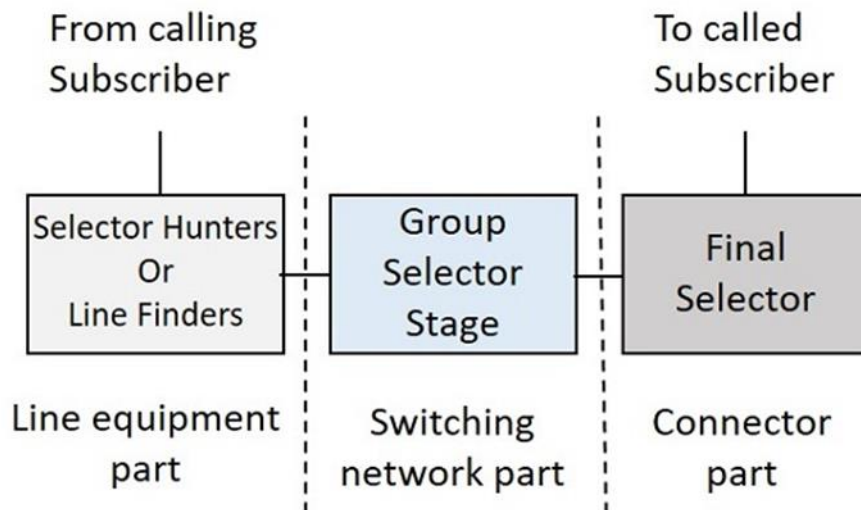 From calling
Subscriber
To called
Subscriber
Selector Hunters
Or
Line Finders
Group
Selector
Stage
Final
Selector
Line equipment
part
Switching
network part
Connector
part